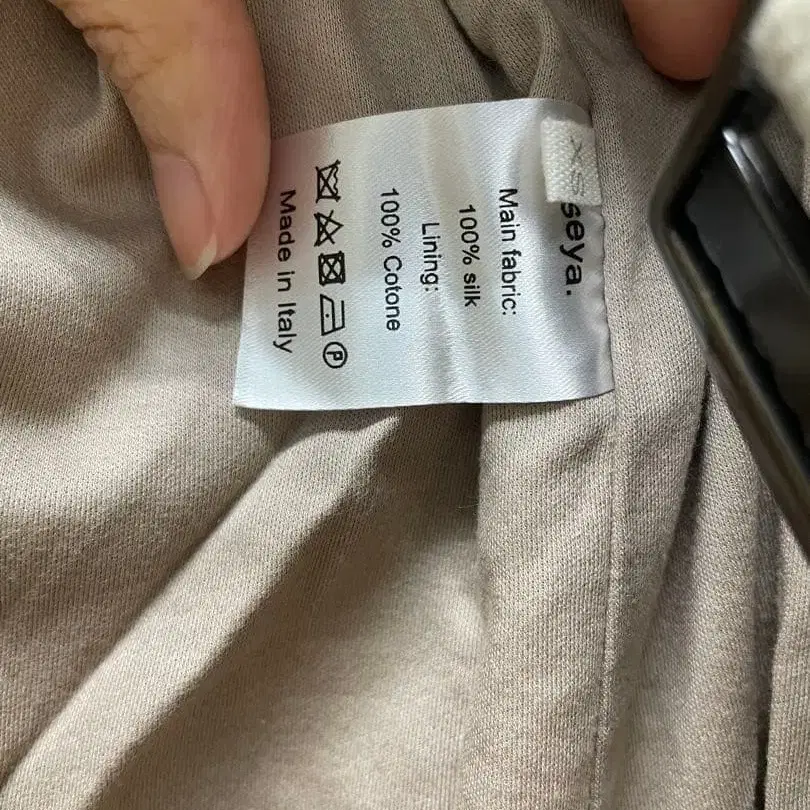 XS
seya.
Main fabric:
100% silk
Lining:
100% Cotone
P
Made in Italy